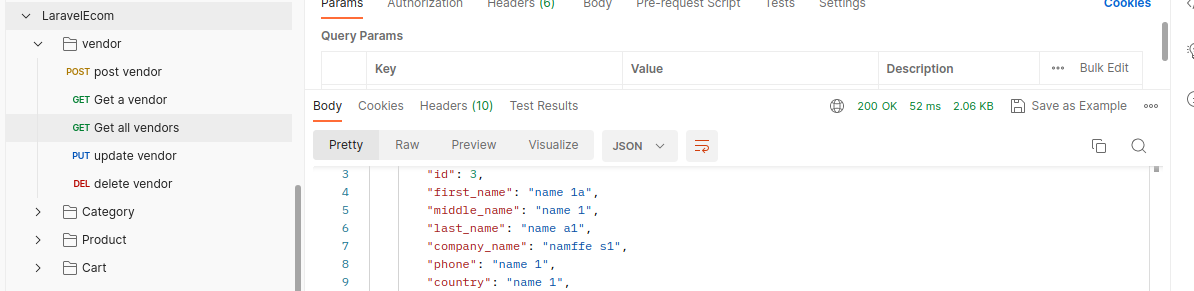 LaravelEcom
vendor
POST post vendor
GET Get a vendor
GET Get all vendors
PUT update vendor
DEL delete vendor
Category
Product
Cart
Params Authorization Headers (6) Body Pre-request Script Tests Settings Cookies
Query Params
Key Value Description ••• Bulk Edit
Body Cookies Headers (10) Test Results 200 OK 52 ms 2.06 KB Save as Example •••
Pretty Raw Preview Visualize JSON
3 "id": 3,
4 "first_name": "name 1a",
5 "middle_name": "name 1",
6 "last_name": "name a1",
7 "company_name": "namffe s1",
8 "phone": "name 1",
9 "country": "name 1",